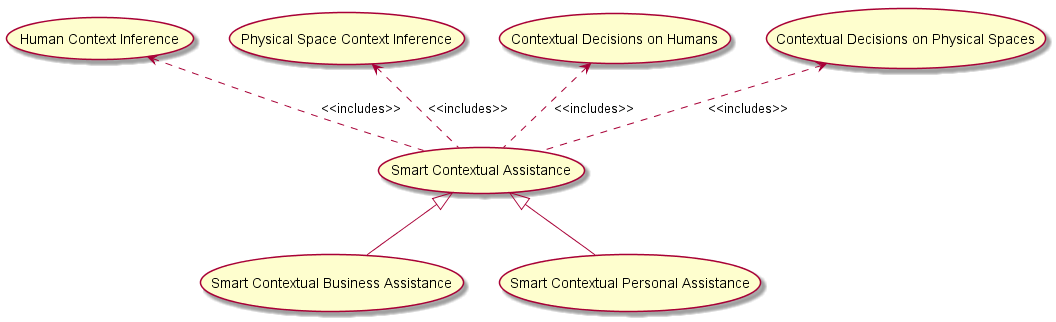 Human Context Inference
Physical Space Context Inference
Contextual Decisions on Humans
Contextual Decisions on Physical Spaces
<<includes>>
<<includes>>
<<includes>>
<<includes>>
Smart Contextual Assistance
Smart Contextual Business Assistance
Smart Contextual Personal Assistance